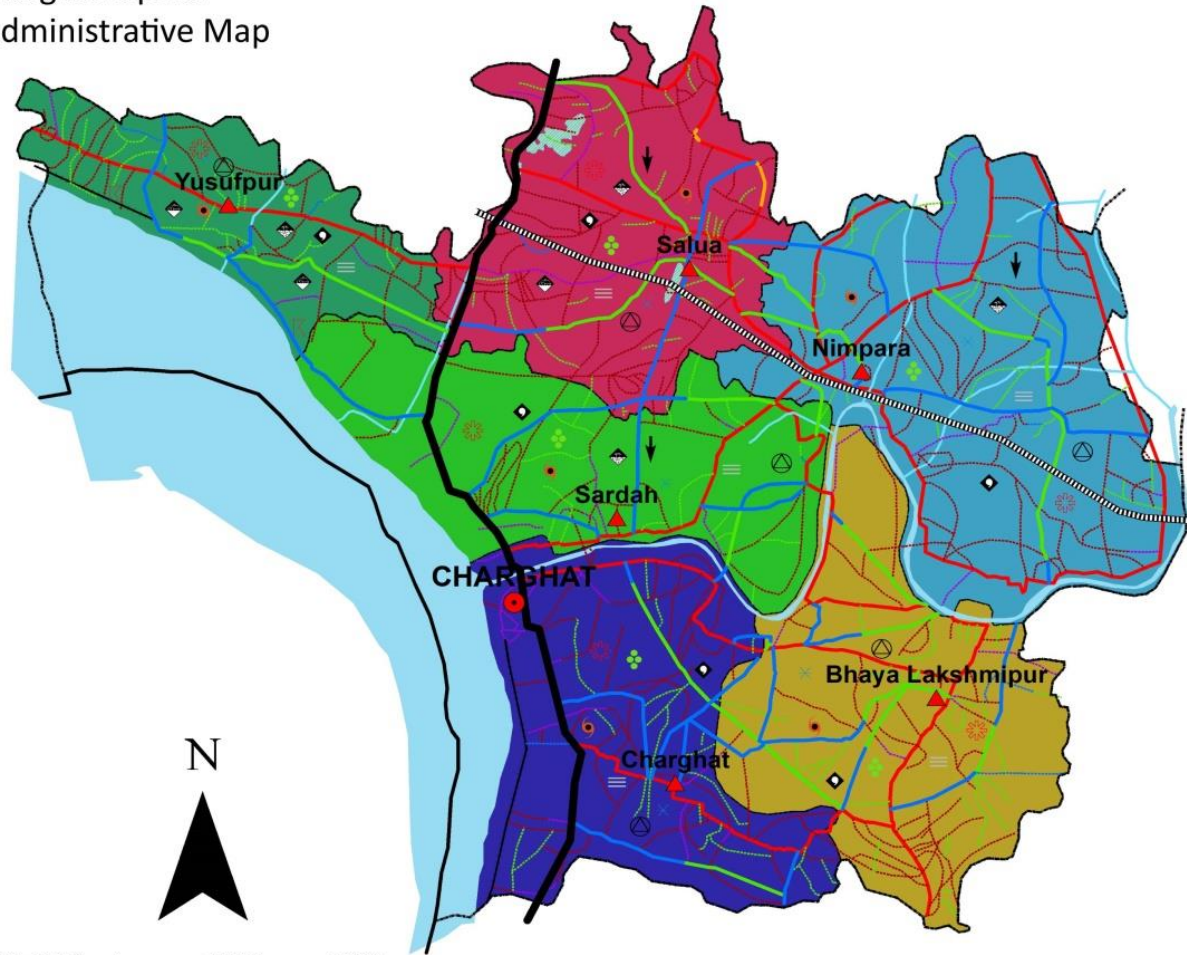 dministrative Map
Yusufpur
Salua
Nimpara
Sardah
CHARGHAT
Bhaya Lakshmipur
Charghat
N